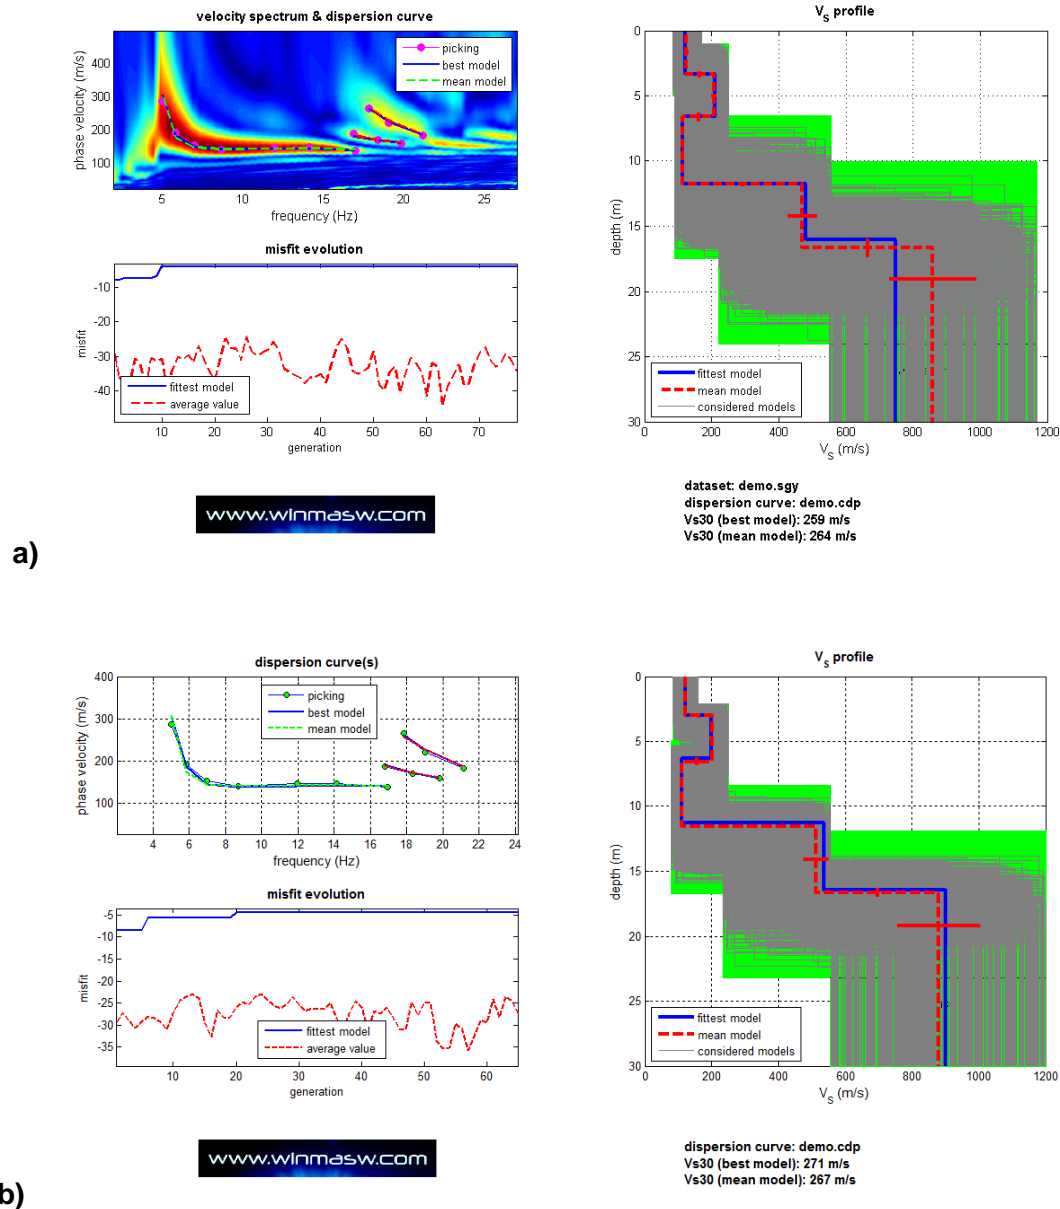 velocity spectrum & dispersion curve
picking
best model
mean model
400
300
200
100
phase velocity (m/s)
5
10
15
20
25
frequency (Hz)
misfit evolution
-10
-20
-30
-40
misfit
fittest model
average value
10
20
30
40
50
60
70
generation
V_S profile
0
5
10
15
20
25
30
depth (m)
fittest model
mean model
considered models
0
200
400
600
800
1000
1200
V_S (m/s)
www.winmasw.com
dataset: demo.sgy
dispersion curve: demo.cdp
Vs30 (best model): 259 m/s
Vs30 (mean model): 264 m/s
a)
dispersion curve(s)
picking
best model
mean model
400
300
200
100
phase velocity (m/s)
4
6
8
10
12
14
16
18
20
22
24
frequency (Hz)
misfit evolution
-5
-10
-15
-20
-25
-30
-35
misfit
fittest model
average value
10
20
30
40
50
60
generation
V_S profile
0
5
10
15
20
25
30
depth (m)
fittest model
mean model
considered models
0
200
400
600
800
1000
1200
V_S (m/s)
www.winmasw.com
dispersion curve: demo.cdp
Vs30 (best model): 271 m/s
Vs30 (mean model): 267 m/s
b)